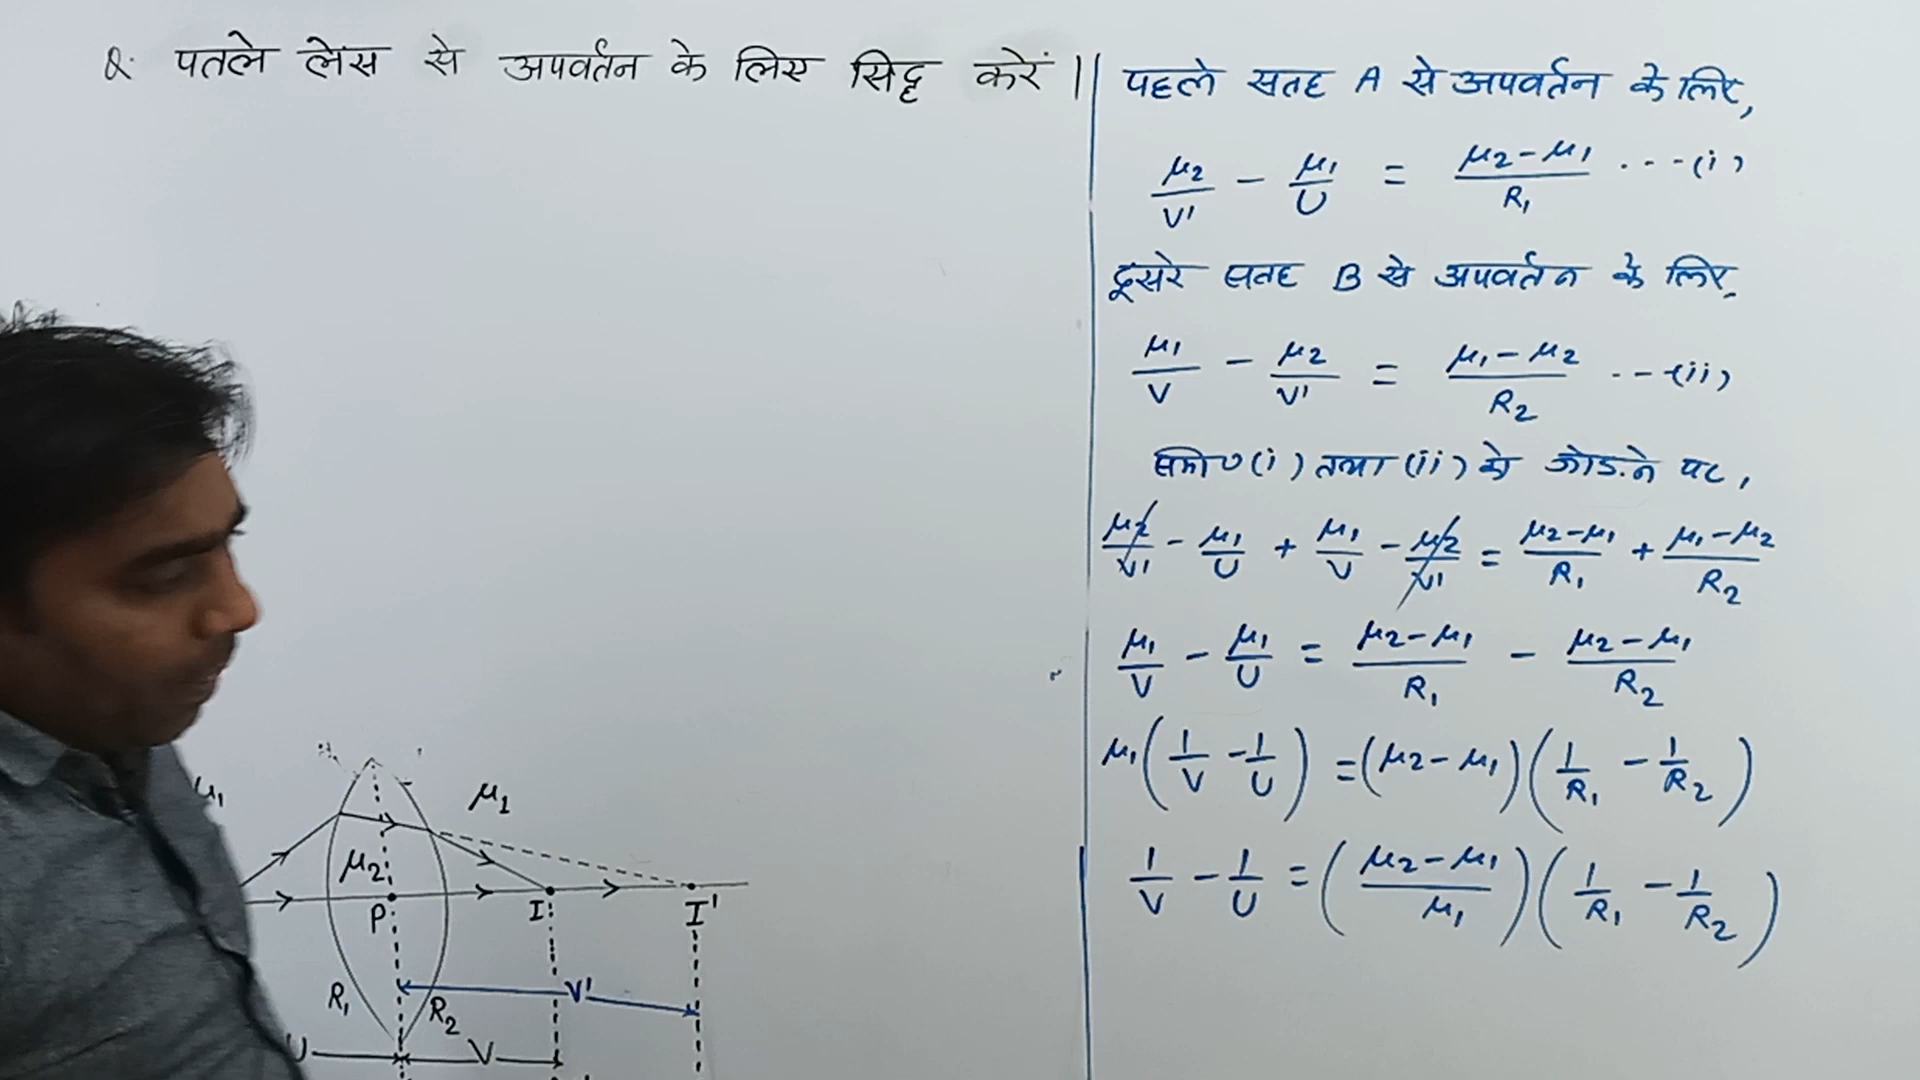 Q. पतले लेंस से अपवर्तन के लिए सिद्ध करें ।
पहले सतह A से अपवर्तन के लिए,
μ2/V' - μ1/U = μ2-μ1/R1 ---(i)
दूसरे सतह B से अपवर्तन के लिए,
μ1/V - μ2/V' = μ1-μ2/R2 ---(ii)
समी० (i) तथा (ii) को जोड़ने पर,
μ2/V' - μ1/U + μ1/V - μ2/V' = μ2-μ1/R1 + μ1-μ2/R2
μ1/V - μ1/U = μ2-μ1/R1 - μ2-μ1/R2
μ1(1/V - 1/U) = (μ2-μ1)(1/R1 - 1/R2)
1/V - 1/U = (μ2-μ1/μ1)(1/R1 - 1/R2)
μ1
μ1
μ2
P I I'
R1 R2 V'
U V